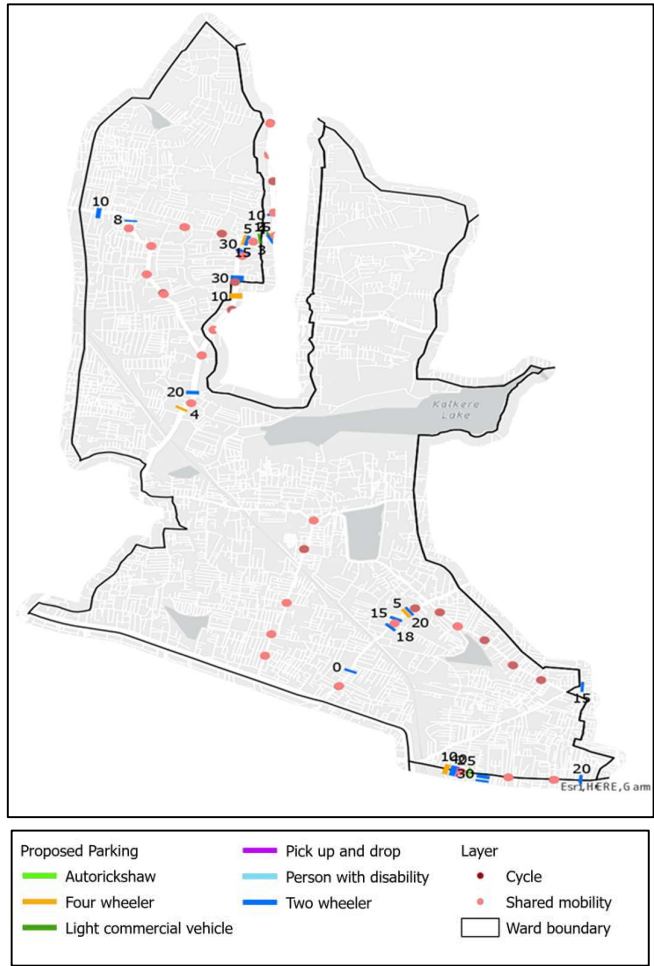 10
8
10
5
15
30
3
15
30
10
20
4
Kalkere
Lake
5
15
20
18
0
15
10
30
20
Esri, HERE, Garm
Proposed Parking
Autorickshaw
Four wheeler
Light commercial vehicle
Pick up and drop
Person with disability
Two wheeler
Layer
Cycle
Shared mobility
Ward boundary